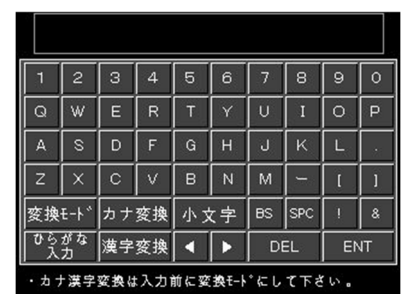 1 2 3 4 5 6 7 8 9 0
Q W E R T Y U I O P
A S D F G H J K L .
Z X C V B N M - [ ]
変換ﾓｰﾄﾞ カナ変換 小文字 BS SPC ! &
ひらがな入力 漢字変換 ◀ ▶ DEL ENT
・カナ漢字変換は入力前に変換ﾓｰﾄﾞにして下さい。